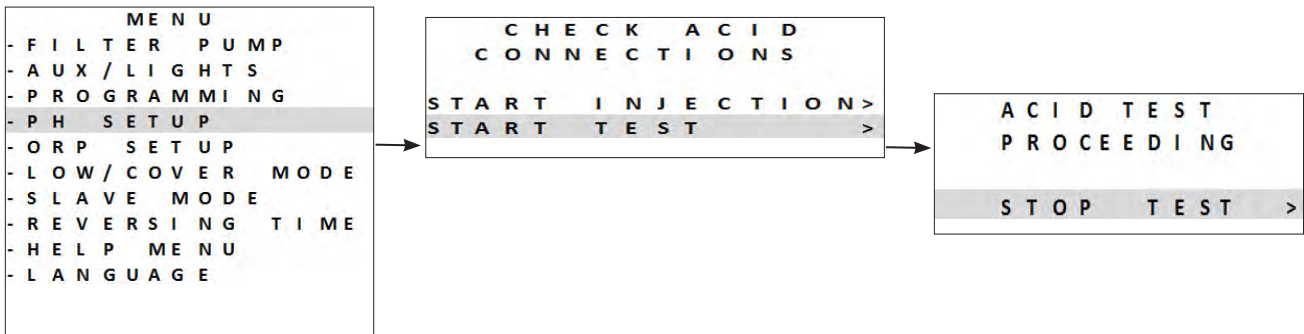 MENU
- FILTER PUMP
- AUX/LIGHTS
- PROGRAMMING
- PH SETUP
- ORP SETUP
- LOW/COVER MODE
- SLAVE MODE
- REVERSING TIME
- HELP MENU
- LANGUAGE
CHECK ACID
CONNECTIONS
START INJECTION>
START TEST >
ACID TEST
PROCEEDING
STOP TEST >